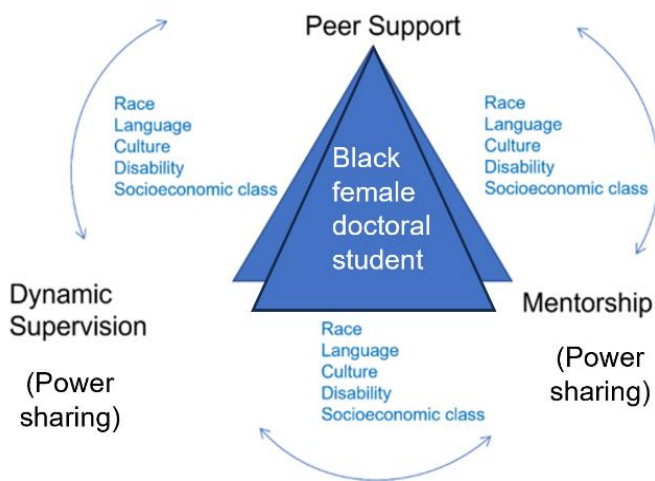 Peer Support
Race
Language
Culture
Disability
Socioeconomic class
Race
Language
Culture
Disability
Socioeconomic class
Black
female
doctoral
student
Dynamic
Supervision
(Power
sharing)
Mentorship
(Power
sharing)
Race
Language
Culture
Disability
Socioeconomic class